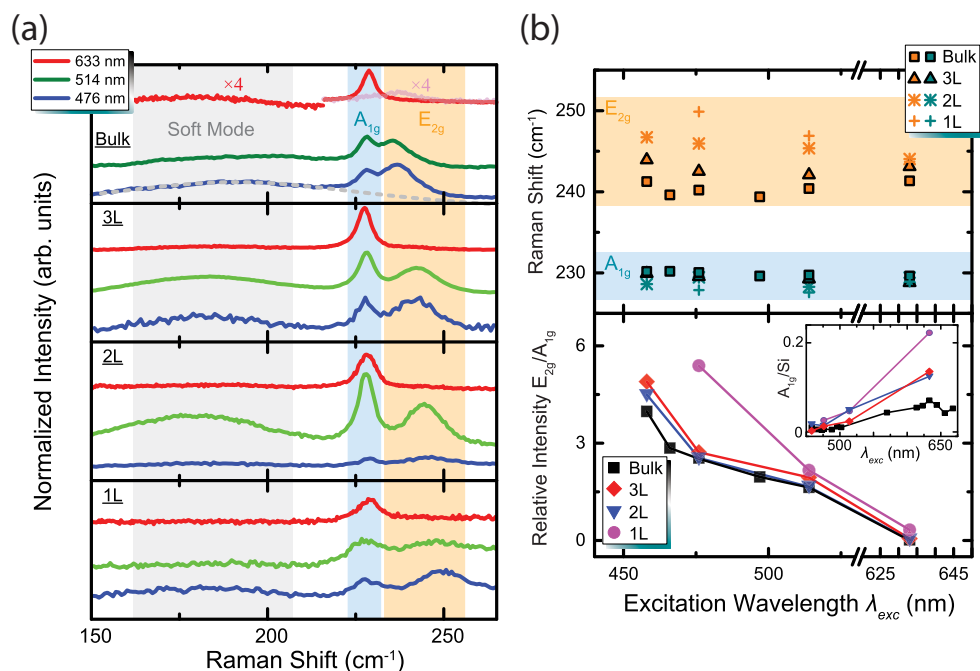 (a)
633 nm
514 nm
476 nm
×4
×4
Soft Mode
A1g
E2g
Bulk
3L
2L
1L
Normalized Intensity (arb. units)
150
200
250
Raman Shift (cm-1)
(b)
Bulk
3L
2L
1L
E2g
A1g
250
240
230
Raman Shift (cm-1)
6
3
0
Relative Intensity E2g/A1g
Bulk
3L
2L
1L
0.2
0
A1g/Si
500
650
λexc (nm)
450
500
625
645
Excitation Wavelength λexc (nm)